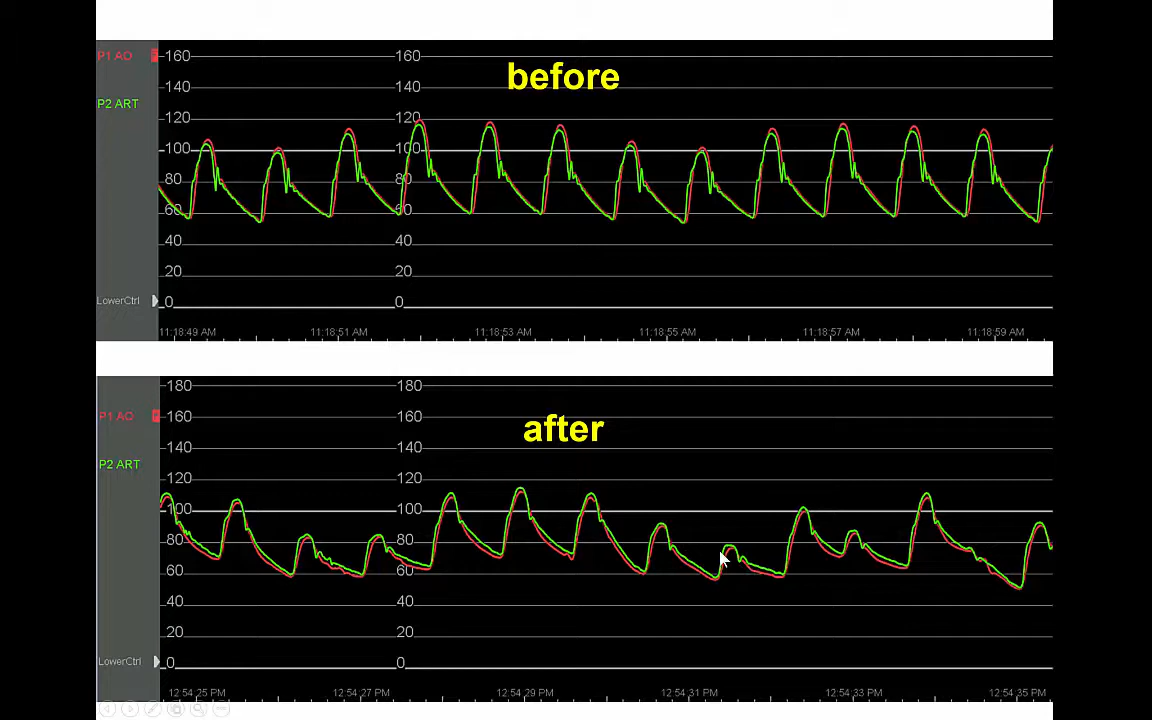 P1 AO
160
160
before
140
140
P2 ART
120
120
100
100
80
80
60
60
40
40
20
20
LowerCtrl
0
0
11:18:49 AM
11:18:51 AM
11:18:53 AM
11:18:55 AM
11:18:57 AM
11:18:59 AM
180
180
P1 AO
160
160
after
140
140
P2 ART
120
120
100
100
80
80
60
60
40
40
20
20
LowerCtrl
0
0
12:54:25 PM
12:54:27 PM
12:54:29 PM
12:54:31 PM
12:54:33 PM
12:54:35 PM